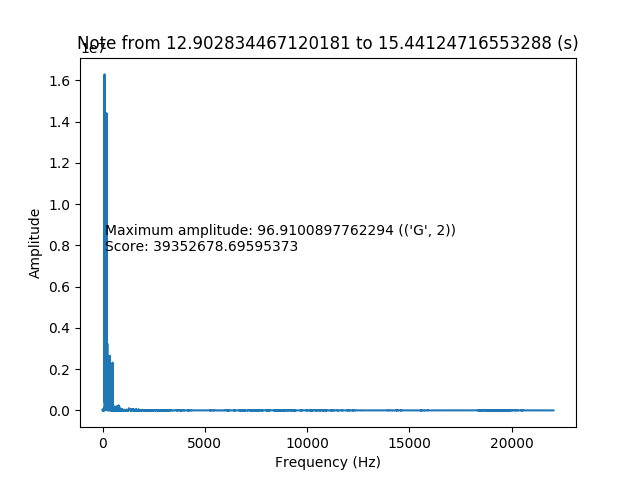 Note from 12.902834467120181 to 15.44124716553288 (s)
1e7
1.6
1.4
1.2
1.0
0.8
0.6
0.4
0.2
0.0
Amplitude
Maximum amplitude: 96.9100897762294 (('G', 2))
Score: 39352678.69595373
0 5000 10000 15000 20000
Frequency (Hz)